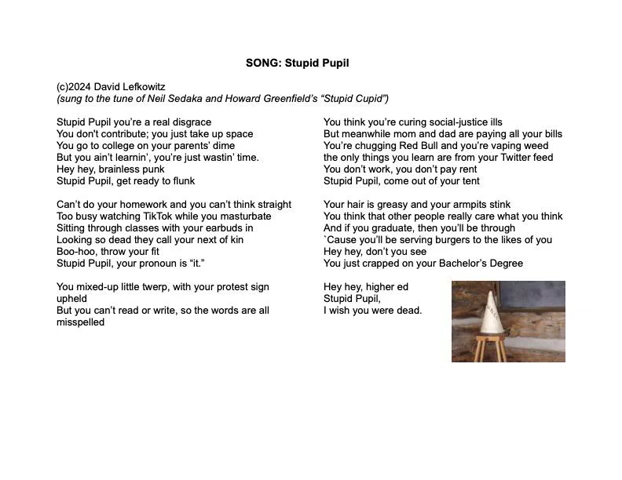 SONG: Stupid Pupil
(c)2024 David Lefkowitz
(sung to the tune of Neil Sedaka and Howard Greenfield's “Stupid Cupid”)
Stupid Pupil you’re a real disgrace
You don't contribute; you just take up space
You go to college on your parents’ dime
But you ain’t learnin’, you’re just wastin’ time.
Hey hey, brainless punk
Stupid Pupil, get ready to flunk
Can’t do your homework and you can’t think straight
Too busy watching TikTok while you masturbate
Sitting through classes with your earbuds in
Looking so dead they call your next of kin
Boo-hoo, throw your fit
Stupid Pupil, your pronoun is “it.”
You mixed-up little twerp, with your protest sign
upheld
But you can’t read or write, so the words are all
misspelled
You think you’re curing social-justice ills
But meanwhile mom and dad are paying all your bills
You’re chugging Red Bull and you’re vaping weed
the only things you learn are from your Twitter feed
You don’t work, you don’t pay rent
Stupid Pupil, come out of your tent
Your hair is greasy and your armpits stink
You think that other people really care what you think
And if you graduate, then you’ll be through
`Cause you’ll be serving burgers to the likes of you
Hey hey, don’t you see
You just crapped on your Bachelor’s Degree
Hey hey, higher ed
Stupid Pupil,
I wish you were dead.